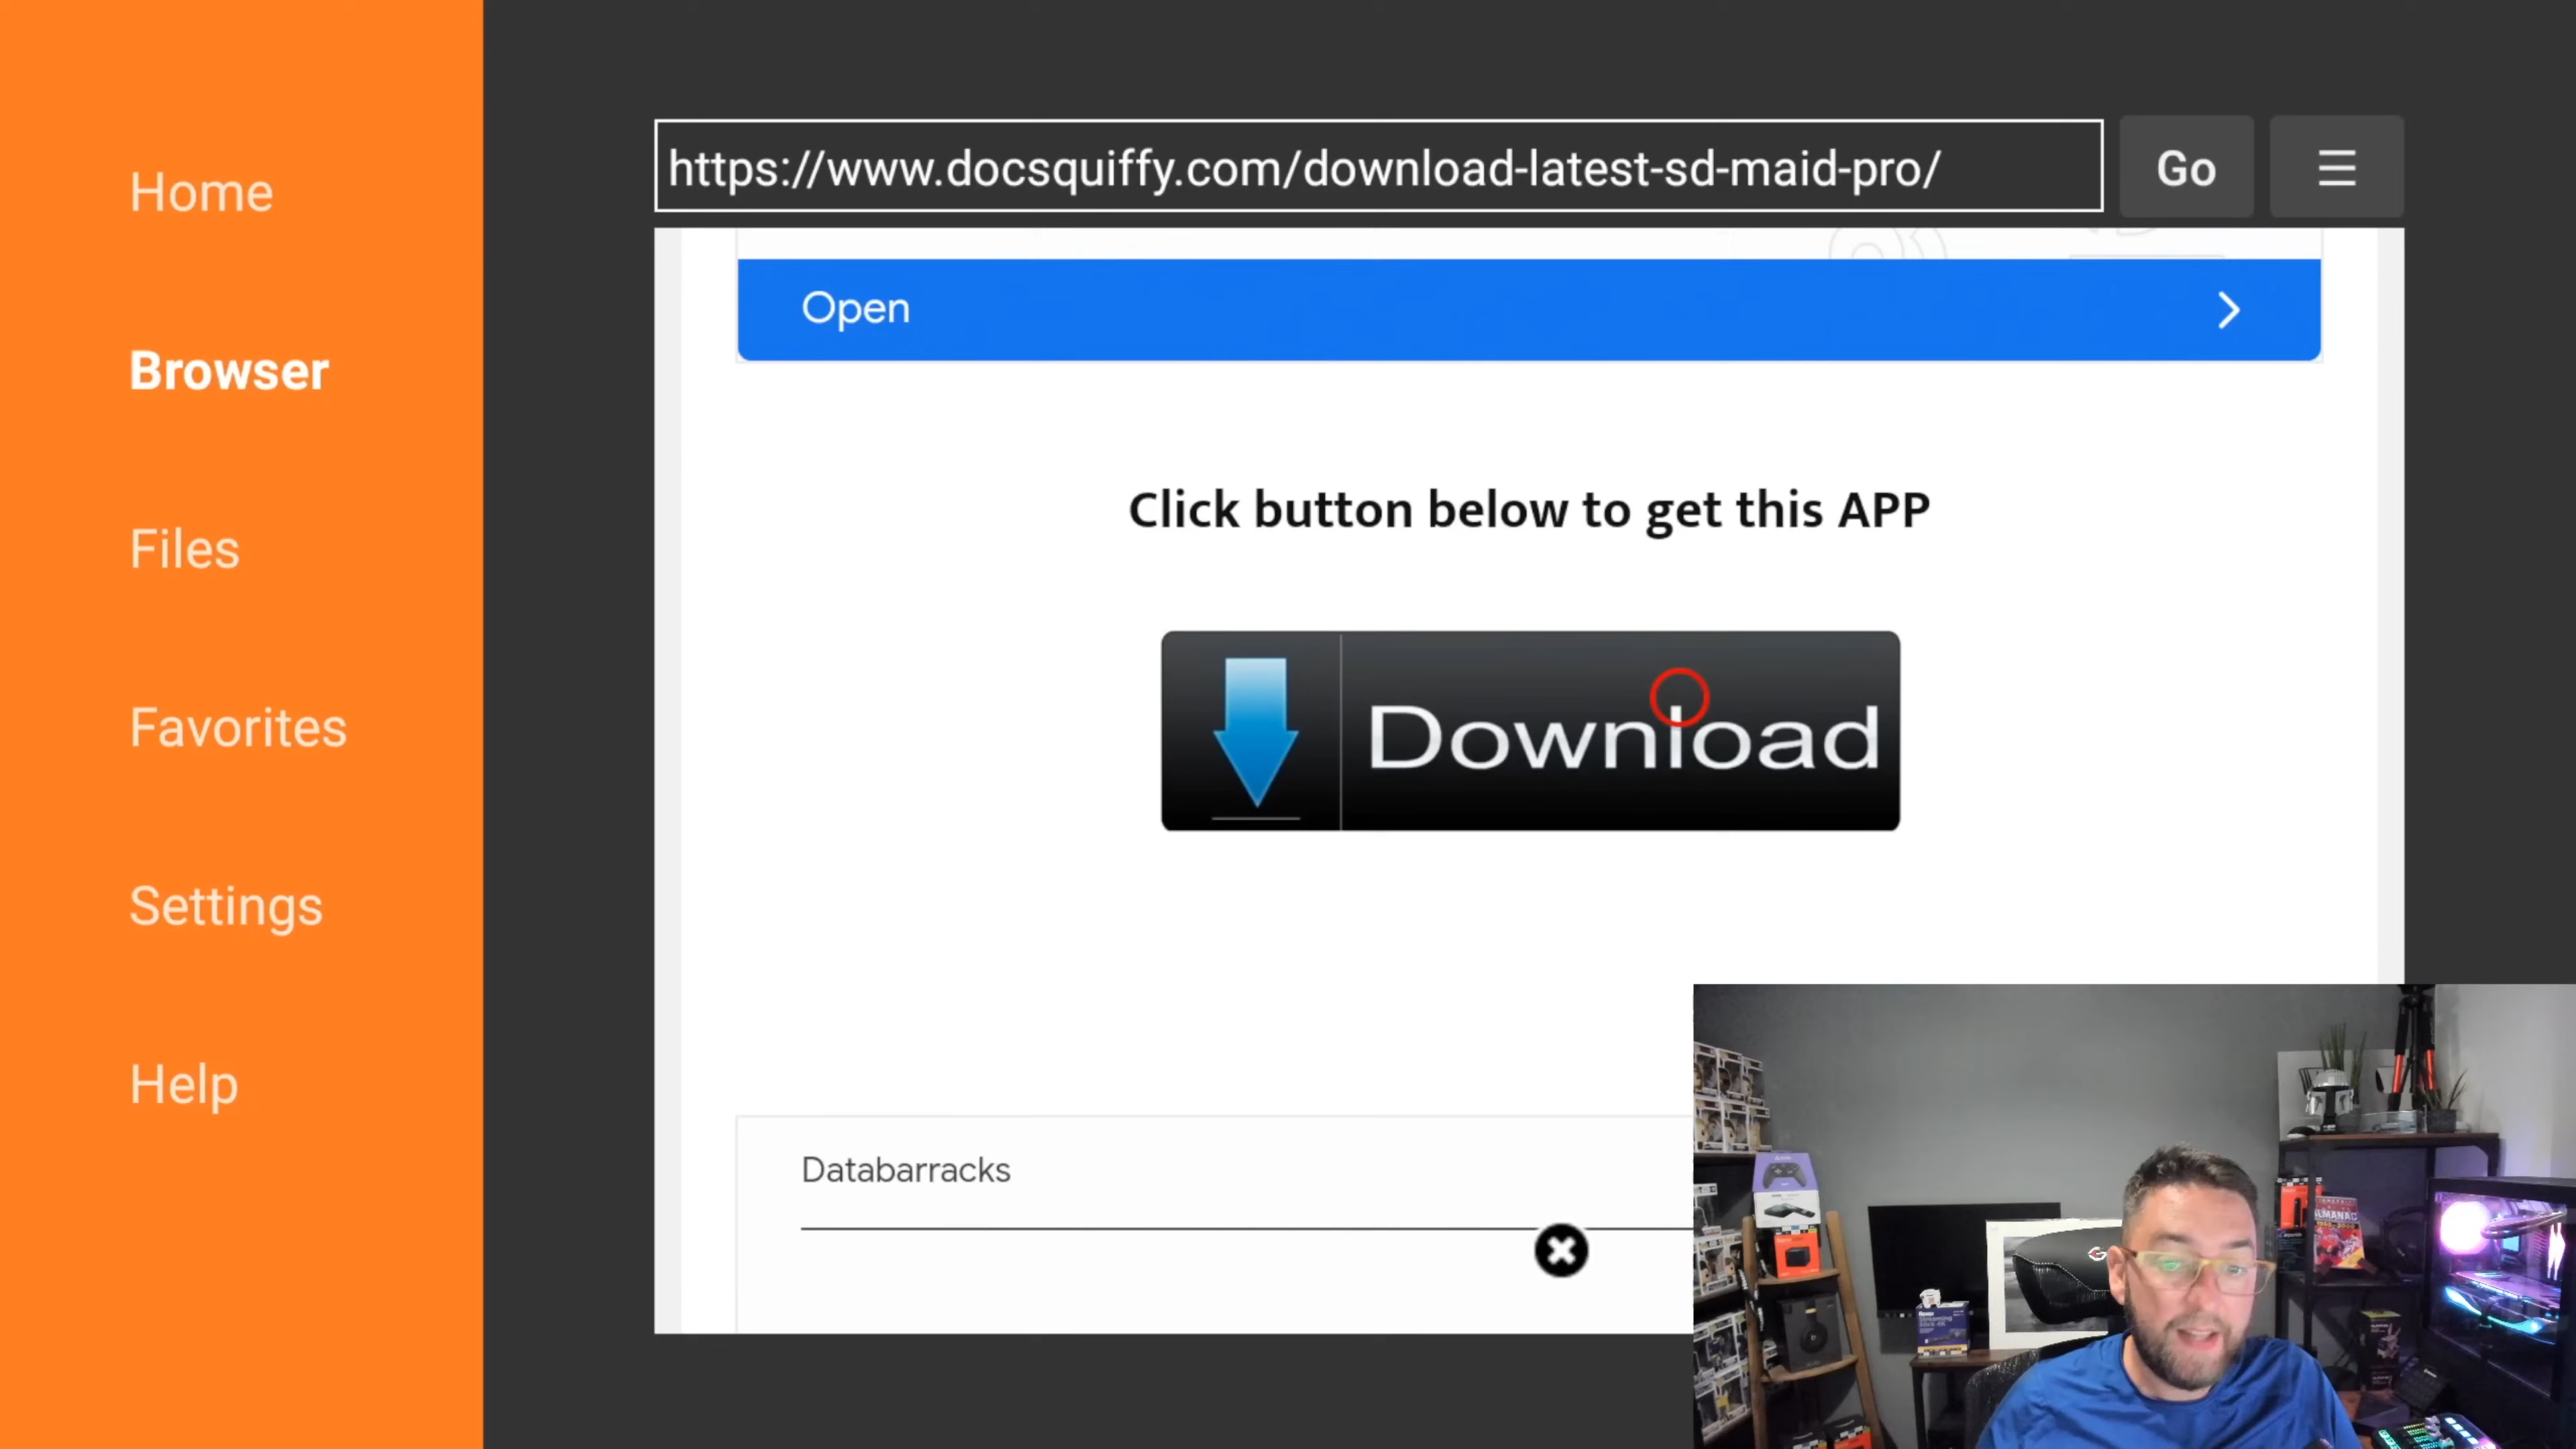 Home
Browser
Files
Favorites
Settings
Help
https://www.docsquiffy.com/download-latest-sd-maid-pro/
Go
Open
Click button below to get this APP
Download
Databarracks
ALMANAC